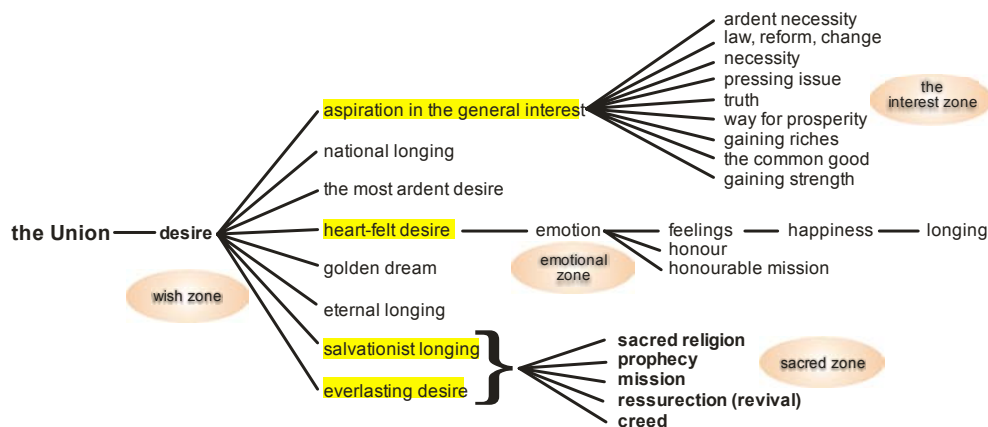 ardent necessity
law, reform, change
necessity
pressing issue
truth
way for prosperity
gaining riches
the common good
gaining strength
the
interest zone
aspiration in the general interest
national longing
the most ardent desire
the Union
desire
heart-felt desire
emotion
feelings
happiness
longing
honour
honourable mission
emotional
zone
golden dream
wish zone
eternal longing
salvationist longing
everlasting desire
}
sacred religion
prophecy
mission
ressurection (revival)
creed
sacred zone